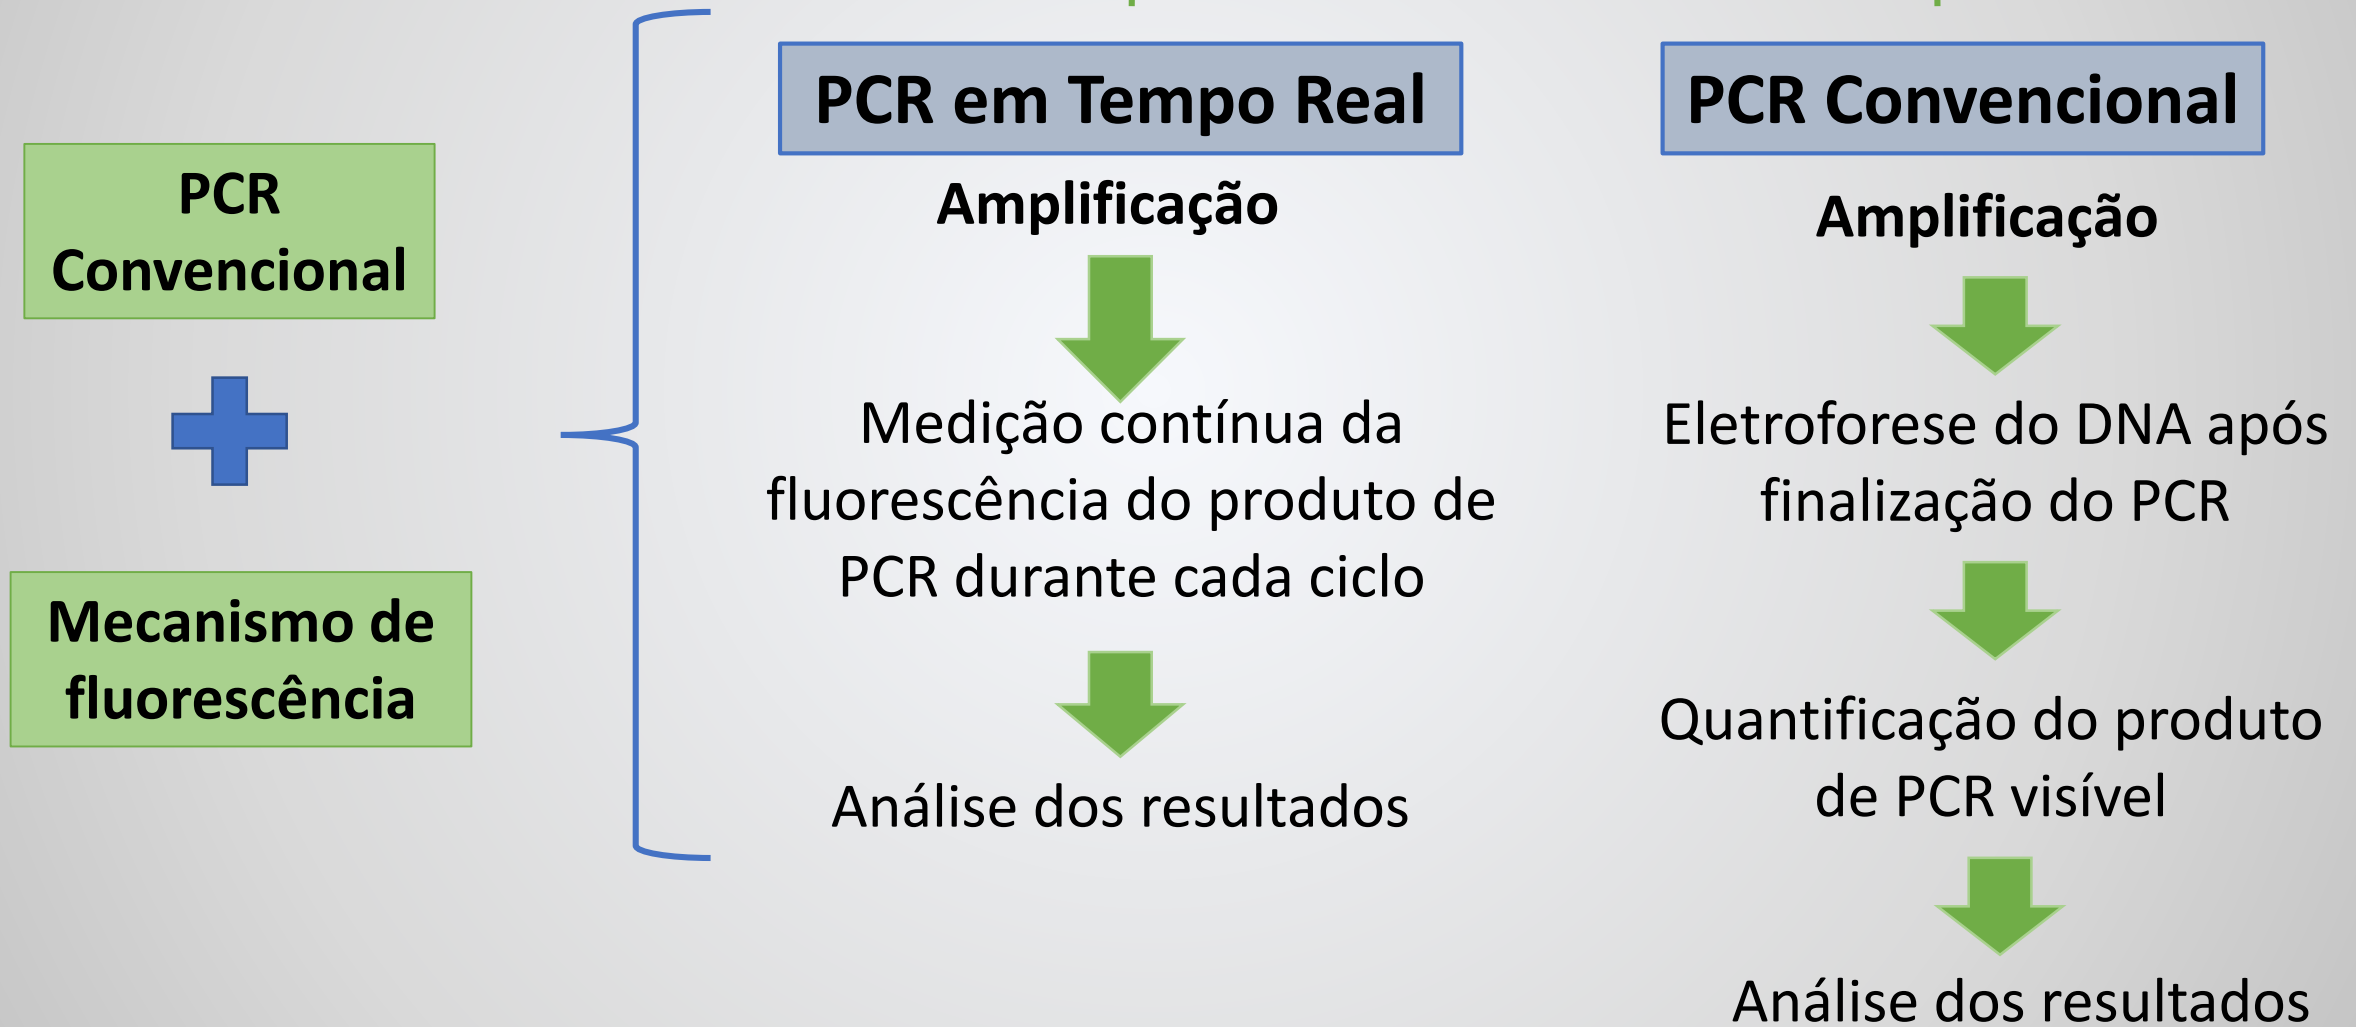 PCR
Convencional
Mecanismo de
fluorescência
PCR em Tempo Real
Amplificação
Medição contínua da
fluorescência do produto de
PCR durante cada ciclo
Análise dos resultados
PCR Convencional
Amplificação
Eletroforese do DNA após
finalização do PCR
Quantificação do produto
de PCR visível
Análise dos resultados